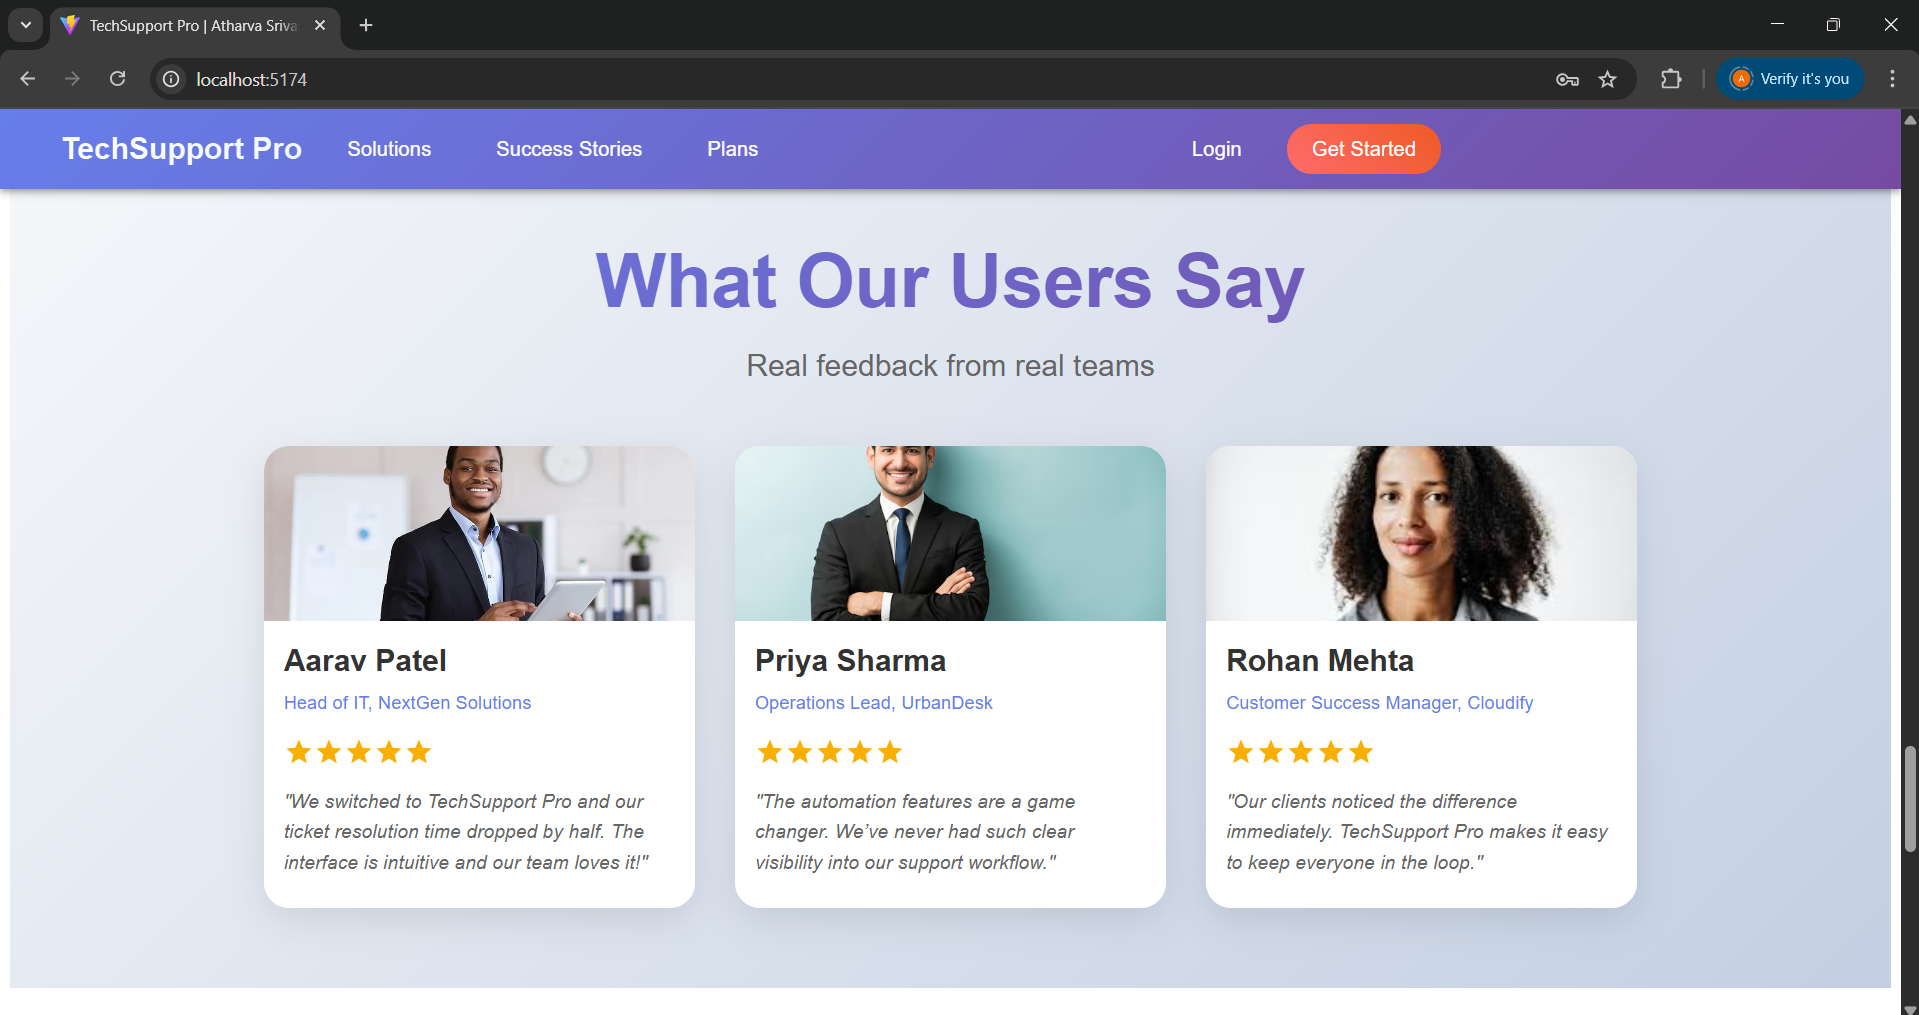 TechSupport Pro | Atharva Sriva
localhost:5174
A
Verify it's you
TechSupport Pro
Solutions
Success Stories
Plans
Login
Get Started
What Our Users Say
Real feedback from real teams
Aarav Patel
Head of IT, NextGen Solutions
"We switched to TechSupport Pro and our
ticket resolution time dropped by half. The
interface is intuitive and our team loves it!"
Priya Sharma
Operations Lead, UrbanDesk
"The automation features are a game
changer. We’ve never had such clear
visibility into our support workflow."
Rohan Mehta
Customer Success Manager, Cloudify
"Our clients noticed the difference
immediately. TechSupport Pro makes it easy
to keep everyone in the loop."